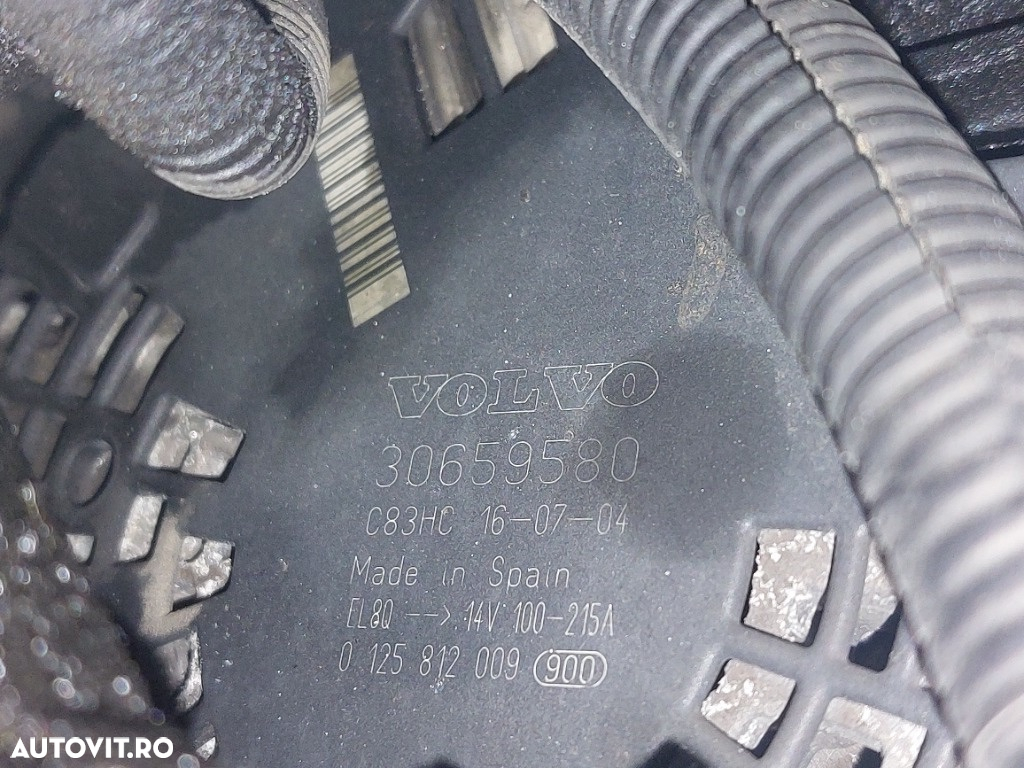 VOLVO
30659580
C83HC 16-07-04
Made in Spain
EL8Q --> 14V 100-215A
0 125 812 009 900
AUTOVIT.RO